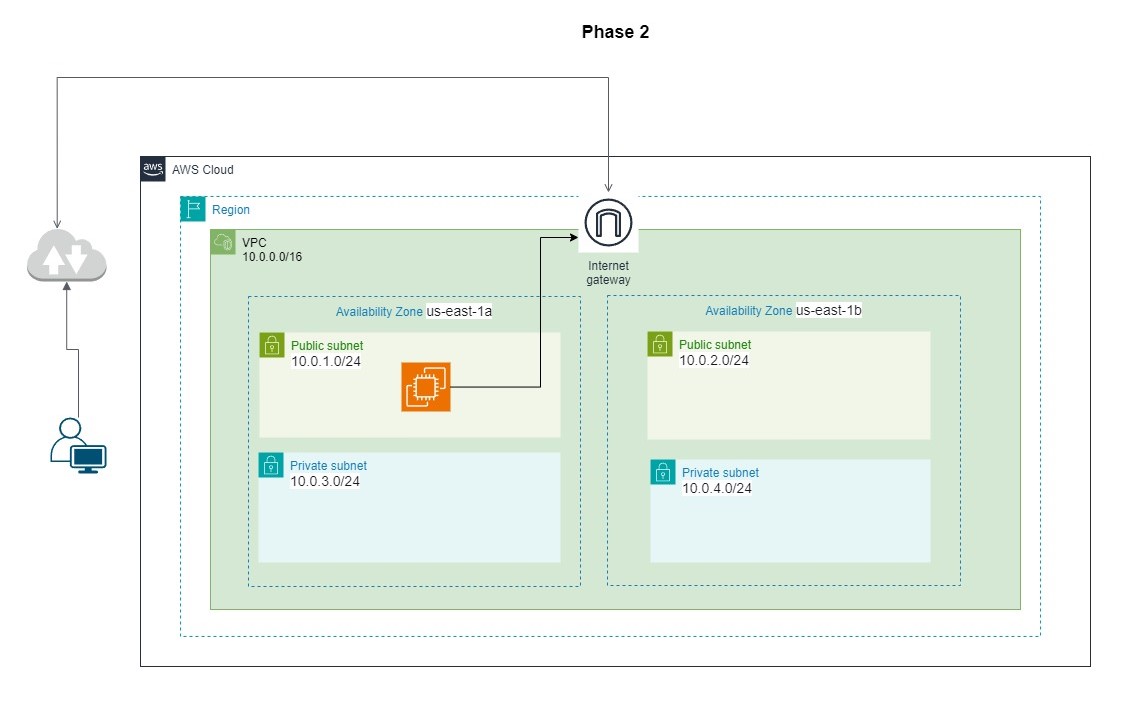 Phase 2
aws
AWS Cloud
Region
VPC
10.0.0.0/16
Internet
gateway
Availability Zone us-east-1a
Public subnet
10.0.1.0/24
Private subnet
10.0.3.0/24
Availability Zone us-east-1b
Public subnet
10.0.2.0/24
Private subnet
10.0.4.0/24